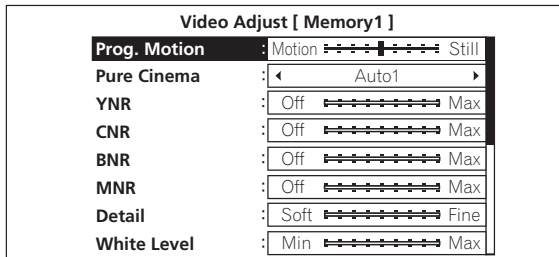 Video Adjust [ Memory1 ]
Prog. Motion : Motion Still
Pure Cinema : Auto1
YNR : Off Max
CNR : Off Max
BNR : Off Max
MNR : Off Max
Detail : Soft Fine
White Level : Min Max